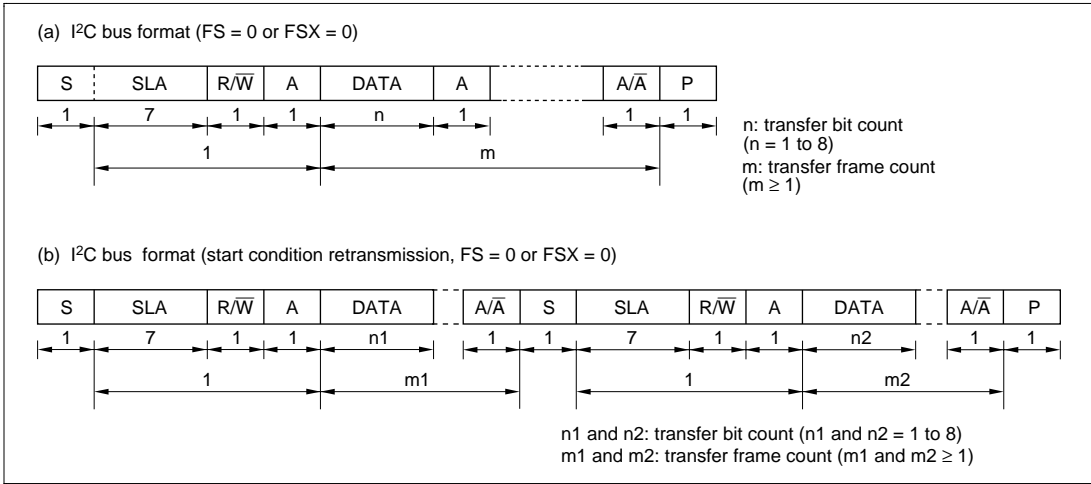 (a) I²C bus format (FS = 0 or FSX = 0)
S SLA R/W̅ A DATA A A/A̅ P
1 7 1 1 n 1 1 1
1 m
n: transfer bit count
(n = 1 to 8)
m: transfer frame count
(m ≥ 1)
(b) I²C bus format (start condition retransmission, FS = 0 or FSX = 0)
S SLA R/W̅ A DATA A/A̅ S SLA R/W̅ A DATA A/A̅ P
1 7 1 1 n1 1 1 7 1 1 n2 1 1
1 m1 1 m2
n1 and n2: transfer bit count (n1 and n2 = 1 to 8)
m1 and m2: transfer frame count (m1 and m2 ≥ 1)